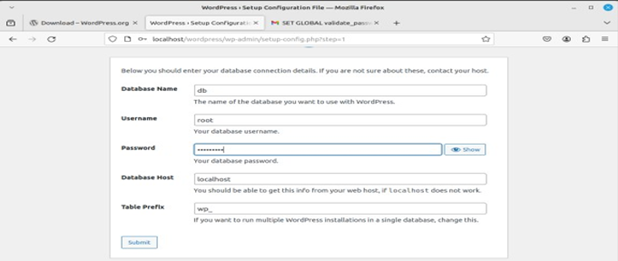 WordPress › Setup Configuration File — Mozilla Firefox
Download – WordPress.org
WordPress › Setup Configuratio
SET GLOBAL validate_pass
localhost/wordpress/wp-admin/setup-config.php?step=1
Below you should enter your database connection details. If you are not sure about these, contact your host.
Database Name
db
The name of the database you want to use with WordPress.
Username
root
Your database username.
Password
•••••••••
Show
Your database password.
Database Host
localhost
You should be able to get this info from your web host, if localhost does not work.
Table Prefix
wp_
If you want to run multiple WordPress installations in a single database, change this.
Submit